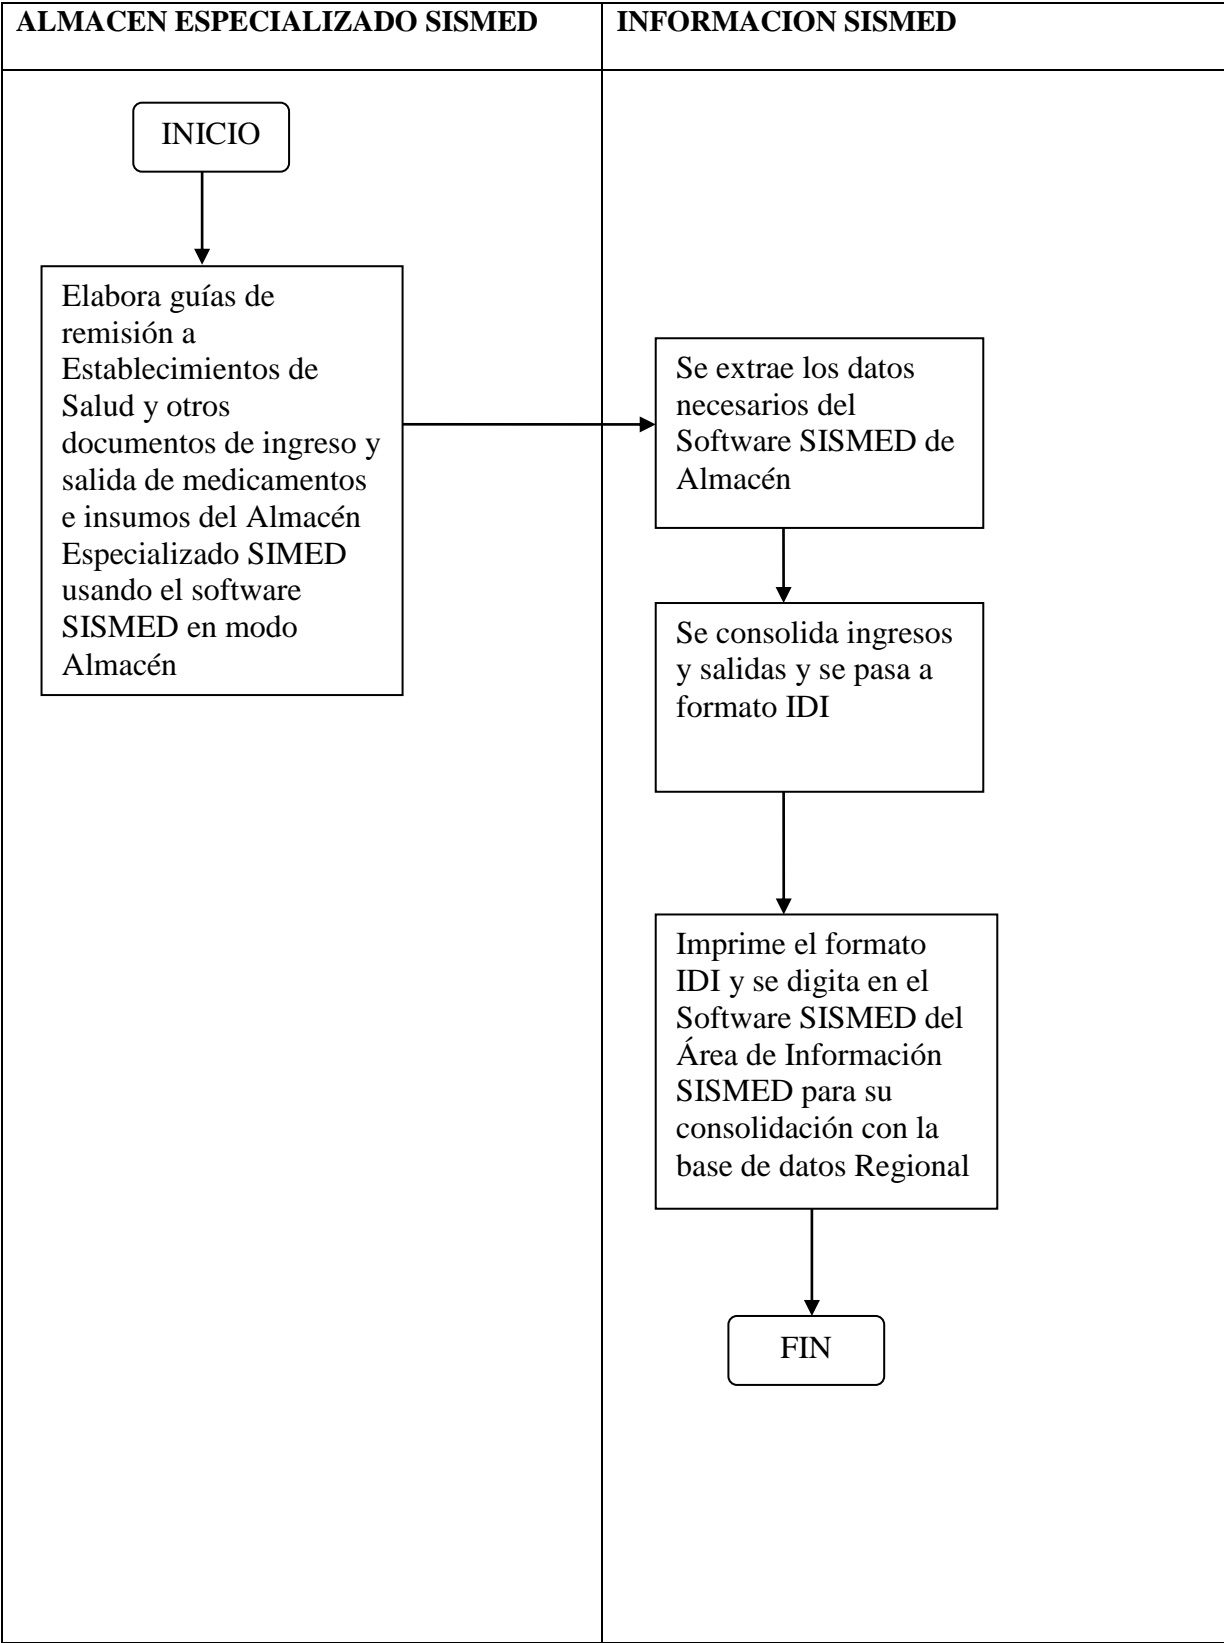 ALMACEN ESPECIALIZADO SISMED
INFORMACION SISMED
INICIO
Elabora guías de
remisión a
Establecimientos de
Salud y otros
documentos de ingreso y
salida de medicamentos
e insumos del Almacén
Especializado SIMED
usando el software
SISMED en modo
Almacén
Se extrae los datos
necesarios del
Software SISMED de
Almacén
Se consolida ingresos
y salidas y se pasa a
formato IDI
Imprime el formato
IDI y se digita en el
Software SISMED del
Área de Información
SISMED para su
consolidación con la
base de datos Regional
FIN